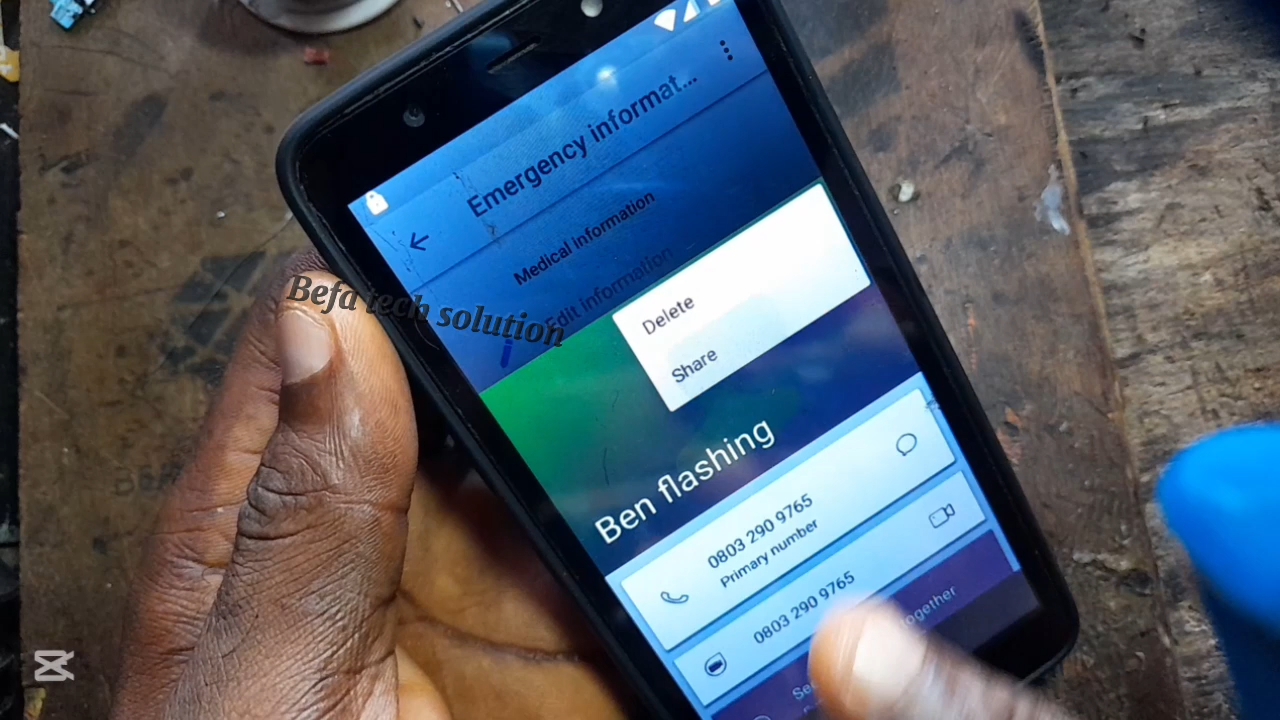 Emergency informat...
Medical information
Edit information
Befa tech solution
Delete
Share
Ben flashing
0803 290 9765
Primary number
0803 290 9765